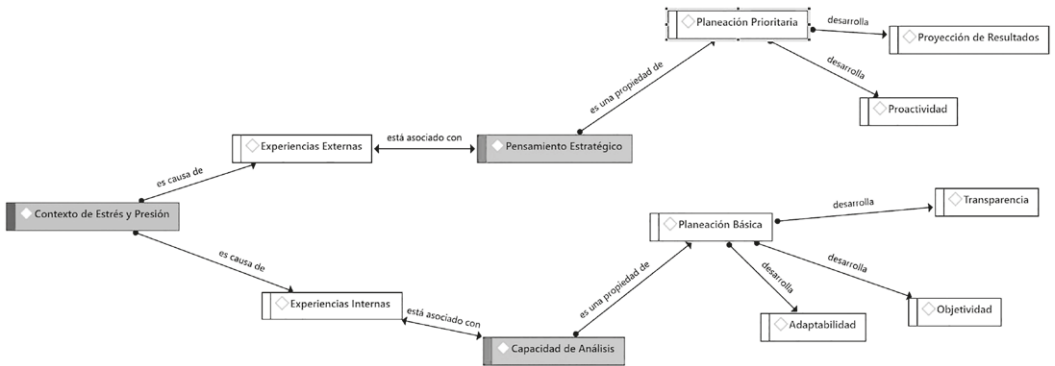 Planeación Prioritaria
desarrolla
Proyección de Resultados
desarrolla
Proactividad
es una propiedad de
Experiencias Externas
está asociado con
Pensamiento Estratégico
es causa de
Contexto de Estrés y Presión
es causa de
Experiencias Internas
está asociado con
Capacidad de Análisis
es una propiedad de
Planeación Básica
desarrolla
Transparencia
desarrolla
Objetividad
desarrolla
Adaptabilidad